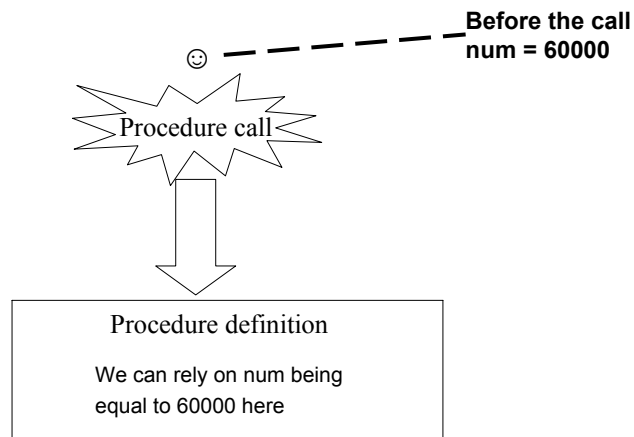 Before the call
num = 60000
Procedure call
Procedure definition
We can rely on num being
equal to 60000 here